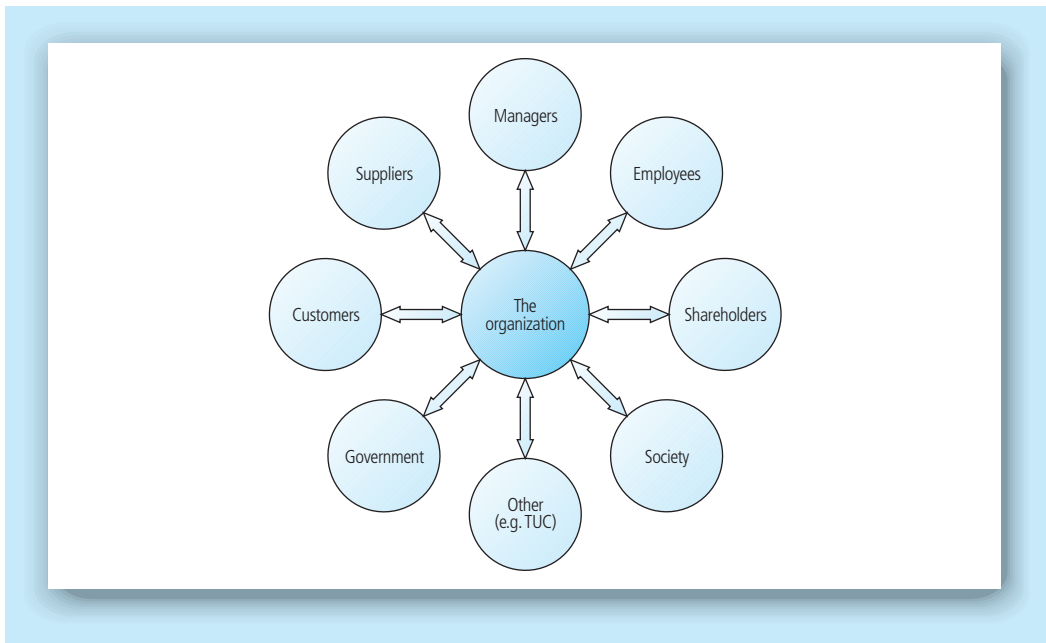 Managers
Suppliers
Employees
Customers
The
organization
Shareholders
Government
Society
Other
(e.g. TUC)